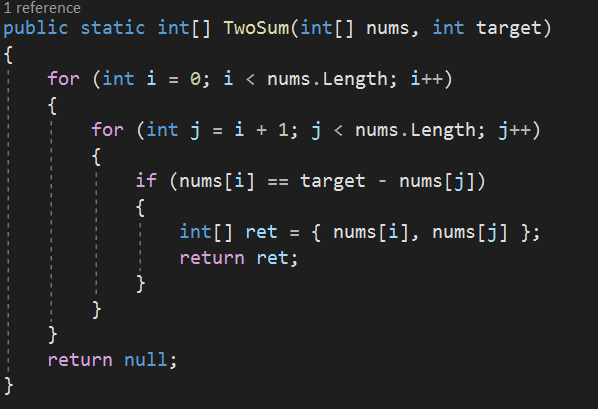 1 reference
public static int[] TwoSum(int[] nums, int target)
{
for (int i = 0; i < nums.Length; i++)
{
for (int j = i + 1; j < nums.Length; j++)
{
if (nums[i] == target - nums[j])
{
int[] ret = { nums[i], nums[j] };
return ret;
}
}
}
return null;
}